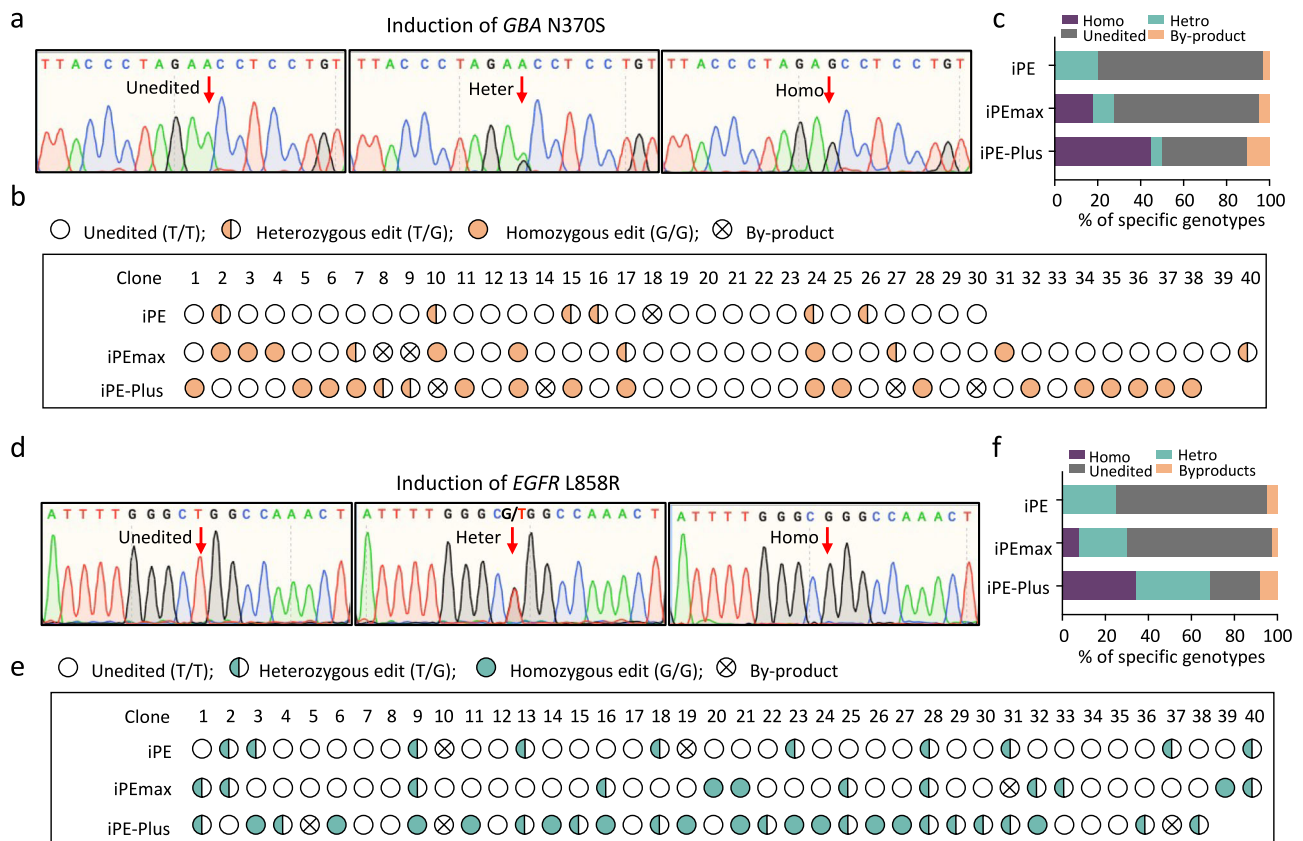 a
Induction of GBA N370S
TTACCCTAGAACCTCCTGT
TTACCCTAGAACCTCCTGT
TTACCCTAGAGCCTCCTGT
Unedited
Heter
Homo
c
Homo Hetro
Unedited By-product
iPE
iPEmax
iPE-Plus
0 20 40 60 80 100
% of specific genotypes
b
Unedited (T/T); Heterozygous edit (T/G); Homozygous edit (G/G); By-product
Clone 1 2 3 4 5 6 7 8 9 10 11 12 13 14 15 16 17 18 19 20 21 22 23 24 25 26 27 28 29 30 31 32 33 34 35 36 37 38 39 40
iPE
iPEmax
iPE-Plus
d
Induction of EGFR L858R
ATTTTGGGCTGGCCAAACT
ATTTTGGGCG/TGGCCAAACT
ATTTTGGGCGGGCCAAACT
Unedited
Heter
Homo
f
Homo Hetro
Unedited Byproducts
iPE
iPEmax
iPE-Plus
0 20 40 60 80 100
% of specific genotypes
e
Unedited (T/T); Heterozygous edit (T/G); Homozygous edit (G/G); By-product
Clone 1 2 3 4 5 6 7 8 9 10 11 12 13 14 15 16 17 18 19 20 21 22 23 24 25 26 27 28 29 30 31 32 33 34 35 36 37 38 39 40
iPE
iPEmax
iPE-Plus